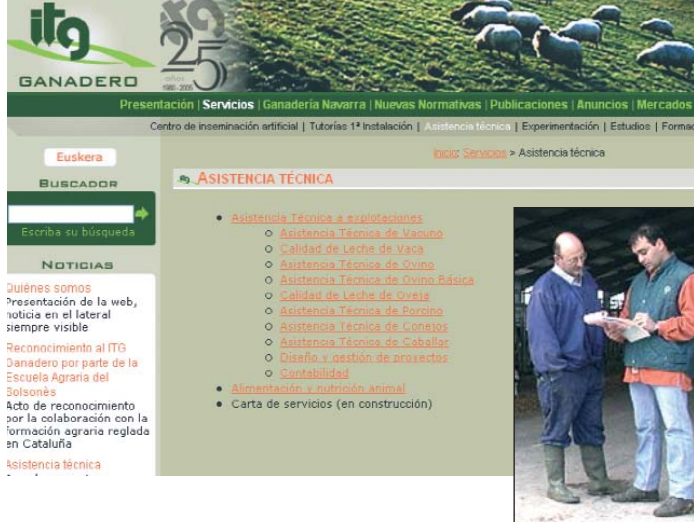 itg
GANADERO
25
años
1980-2005
Presentación | Servicios | Ganadería Navarra | Nuevas Normativas | Publicaciones | Anuncios | Mercados
Centro de inseminación artificial | Tutorías 1ª Instalación | Asistencia técnica | Experimentación | Estudios | Formac
Euskera
Inicio: Servicios > Asistencia técnica
BUSCADOR
ASISTENCIA TÉCNICA
Escriba su búsqueda
• Asistencia Técnica a explotaciones
o Asistencia Técnica de Vacuno
o Calidad de Leche de Vaca
o Asistencia Técnica de Ovino
o Asistencia Técnica de Ovino Básica
o Calidad de Leche de Oveja
o Asistencia Técnica de Porcino
o Asistencia Técnica de Conejos
o Asistencia Técnica de Caballar
o Diseño y gestión de proyectos
o Contabilidad
• Alimentación y nutrición animal
• Carta de servicios (en construcción)
NOTICIAS
Quiénes somos
Presentación de la web,
noticia en el lateral
siempre visible
Reconocimiento al ITG
Ganadero por parte de la
Escuela Agraria del
Solsonès
Acto de reconocimiento
por la colaboración con la
formación agraria reglada
en Cataluña
Asistencia técnica